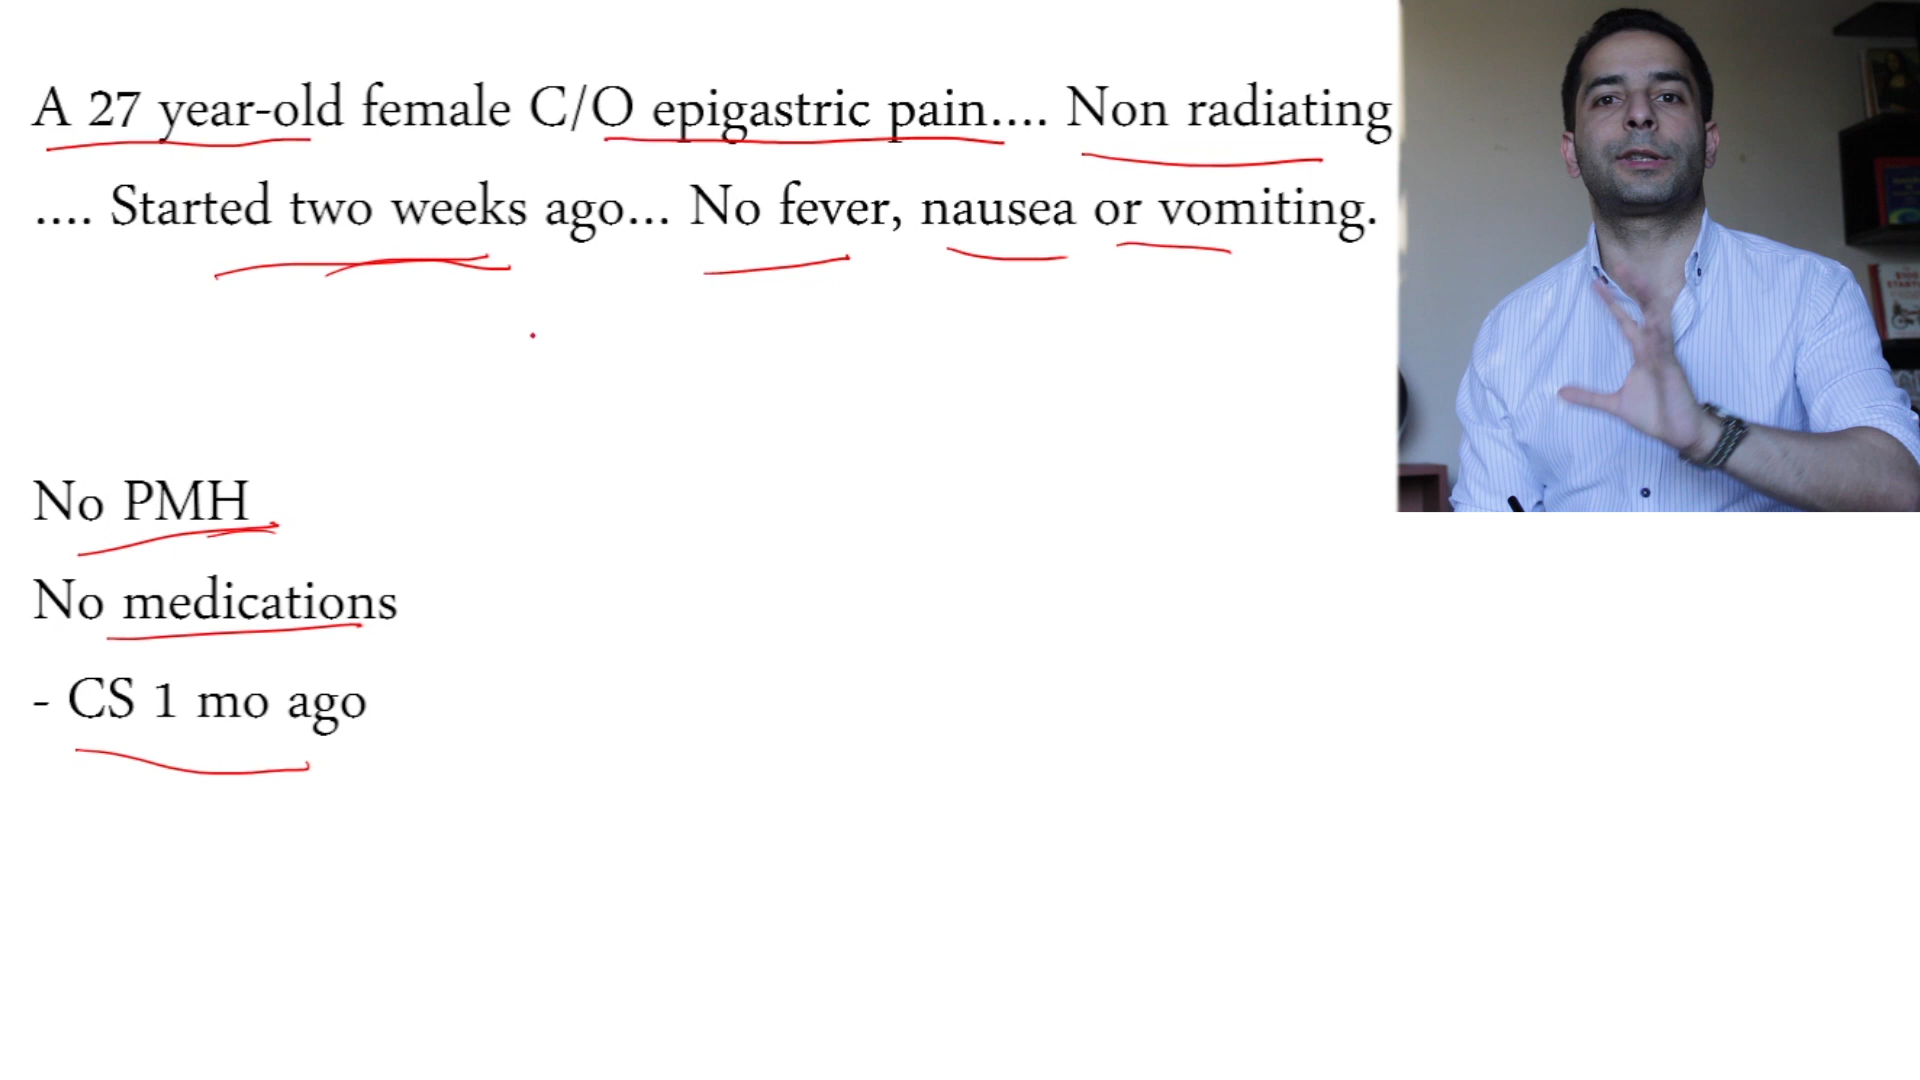 A 27 year-old female C/O epigastric pain.... Non radiating
.... Started two weeks ago... No fever, nausea or vomiting.
No PMH
No medications
- CS 1 mo ago